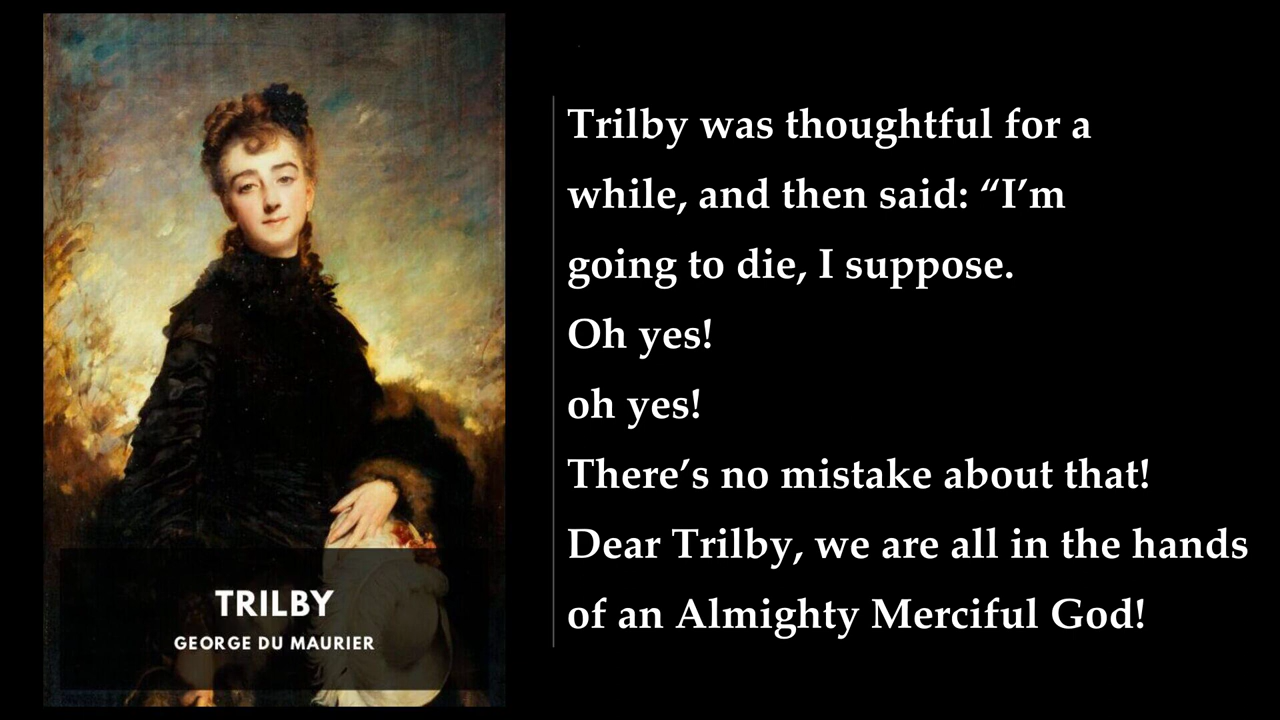 TRILBY
GEORGE DU MAURIER
Trilby was thoughtful for a
while, and then said: “I’m
going to die, I suppose.
Oh yes!
oh yes!
There’s no mistake about that!
Dear Trilby, we are all in the hands
of an Almighty Merciful God!